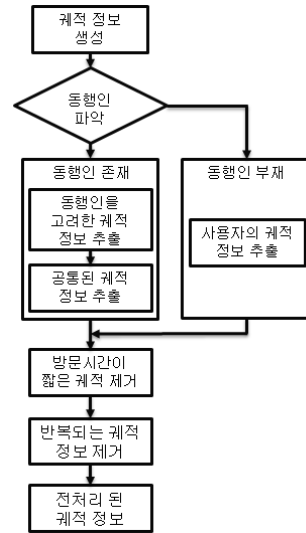 궤적 정보
생성
동행인
파악
동행인 존재
동행인을
고려한 궤적
정보 추출
공통된 궤적
정보 추출
동행인 부재
사용자의 궤적
정보 추출
방문시간이
짧은 궤적 제거
반복되는 궤적
정보 제거
전처리 된
궤적 정보